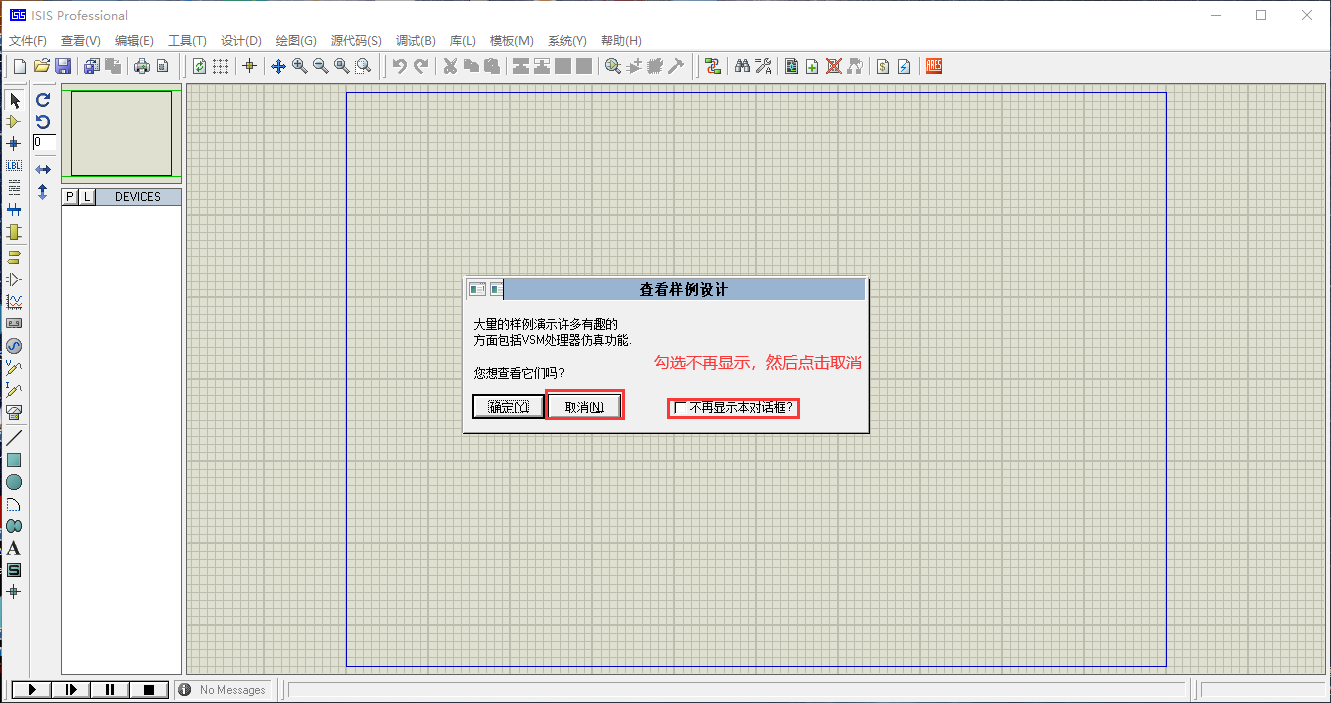 ISIS ISIS Professional
文件(F) 查看(V) 编辑(E) 工具(T) 设计(D) 绘图(G) 源代码(S) 调试(B) 库(L) 模板(M) 系统(Y) 帮助(H)
ARES
0
LBL
P L DEVICES
查看样例设计
大量的样例演示许多有趣的
方面包括VSM处理器仿真功能.
勾选不再显示，然后点击取消
您想查看它们吗?
确定(Y) 取消(N) 不再显示本对话框?
A
S
No Messages